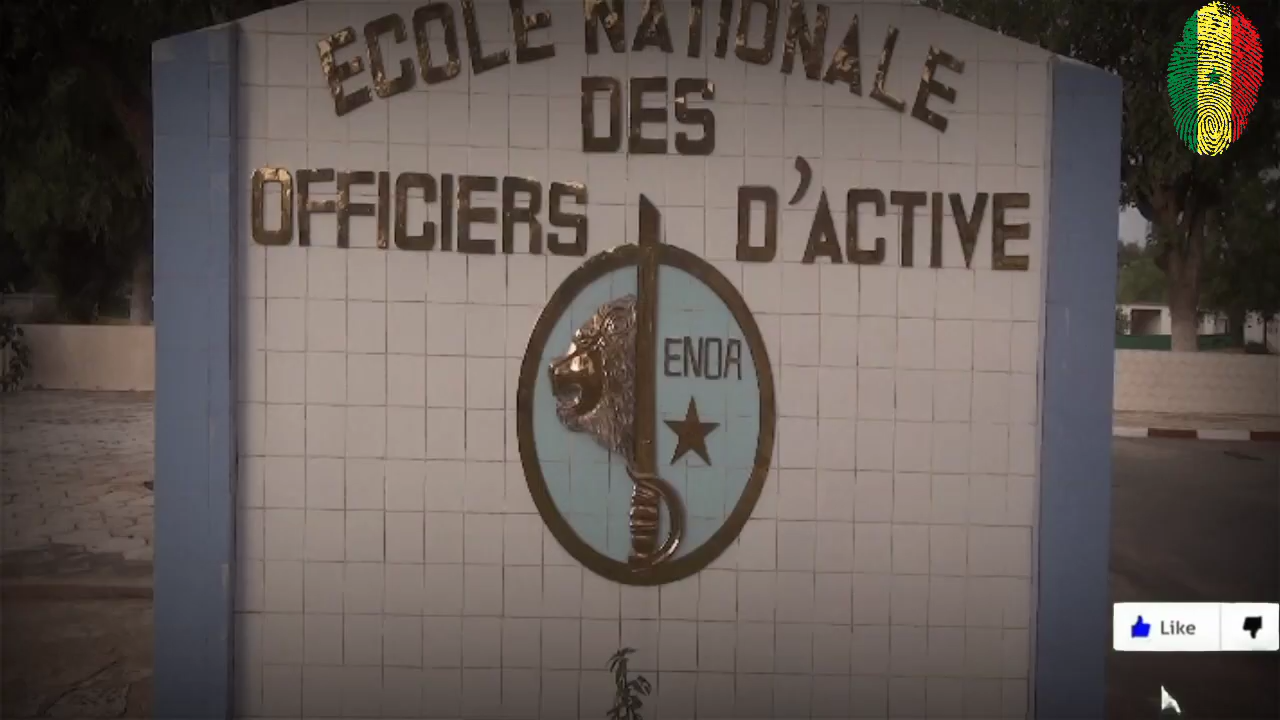 ECOLE NATIONALE
DES
OFFICIERS D'ACTIVE
ENOA
Like